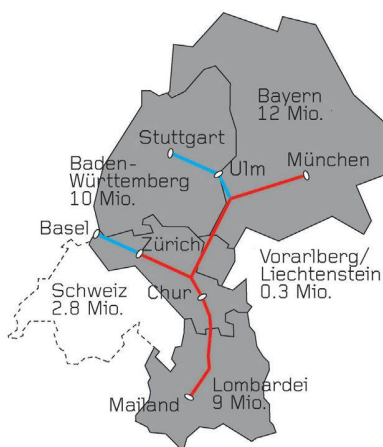 Bayern
12 Mio.
Stuttgart
Ulm
München
Baden-
Württemberg
10 Mio.
Basel
Zürich
Vorarlberg/
Liechtenstein
0.3 Mio.
Schweiz
2.8 Mio.
Chur
Lombardei
9 Mio.
Mailand